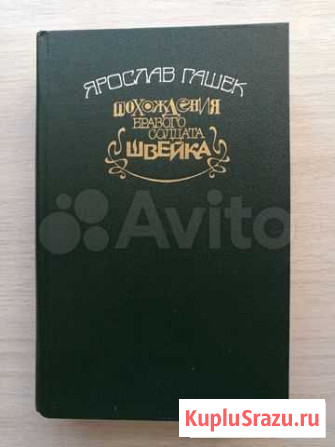 ЯРОСЛАВ ГАШЕК
ПОХОЖДЕНИЯ
БРАВОГО
СОЛДАТА
ШВЕЙКА
Avito
KupluSrazu.ru